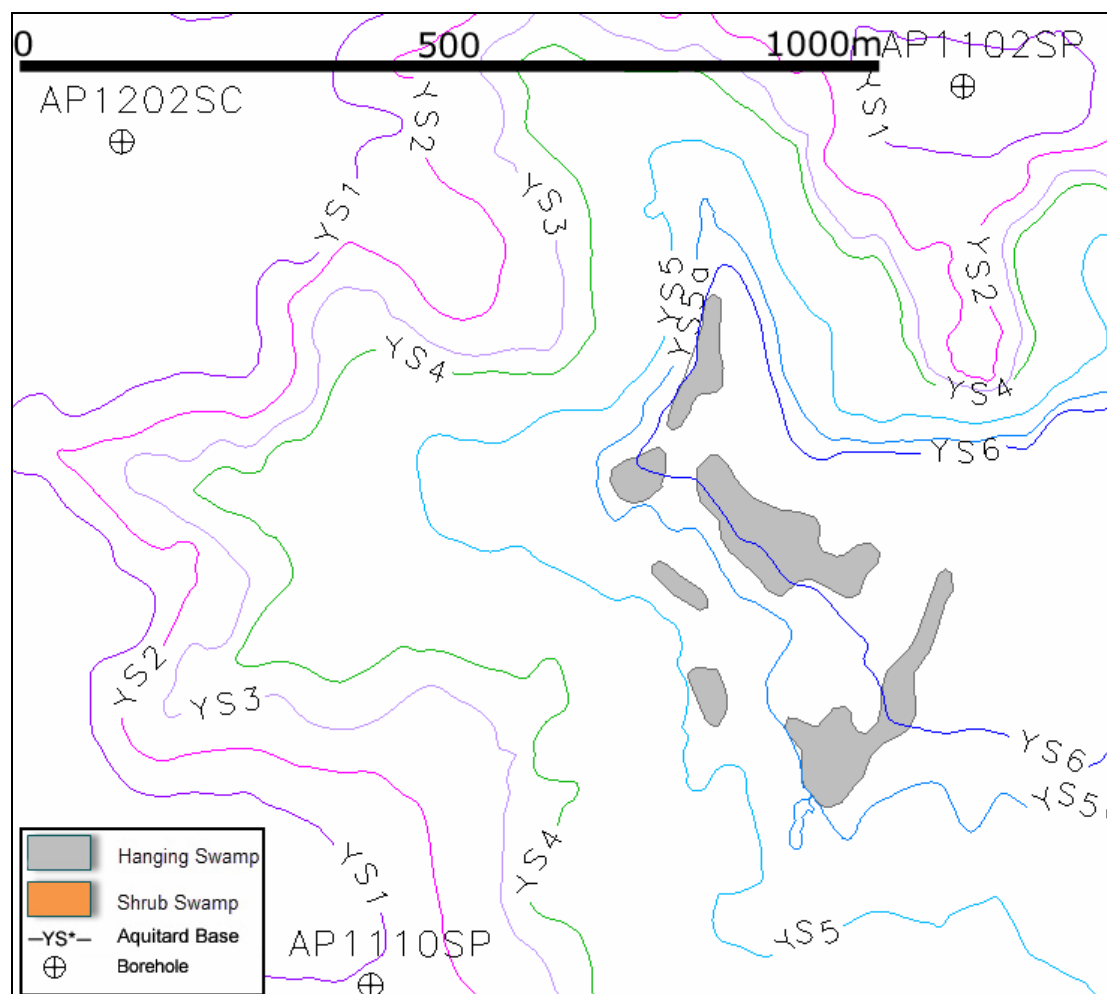 0 500 1000m
AP1102SP
AP1202SC
YS2
YS1
YS1
YS3
YS2
YS5
YS5a
YS4
YS4
YS6
YS2
YS3
YS6
YS5
YS4
YS1
YS5
AP1110SP
Hanging Swamp
Shrub Swamp
—YS*— Aquitard Base
Borehole